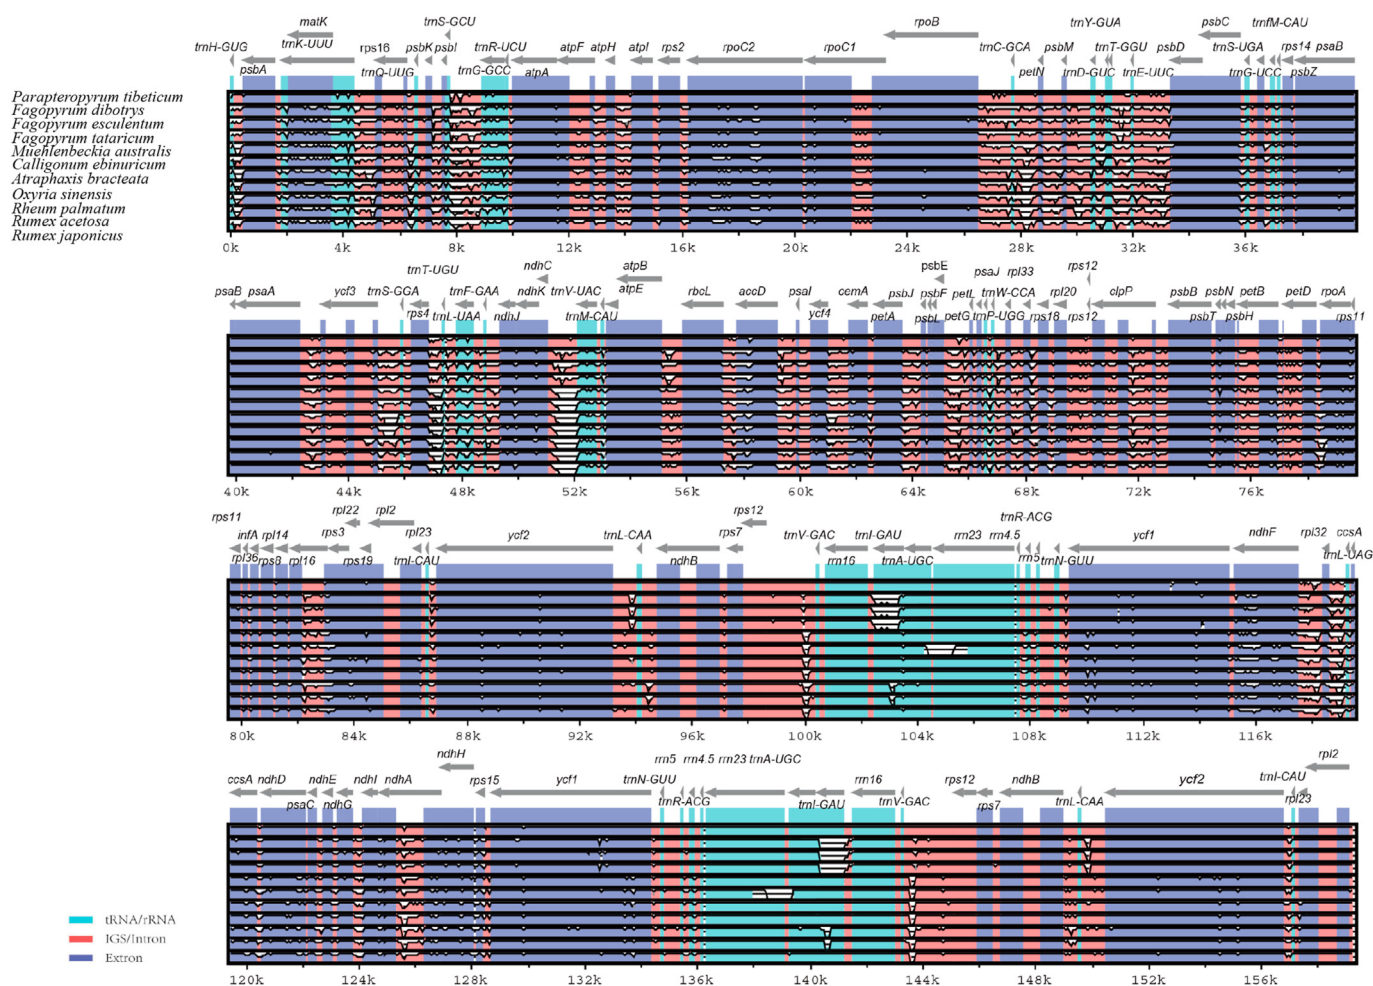 trnS-GCU
matK rpoB trnY-GUA psbC trnfM-CAU
trnH-GUG trnK-UUU rps16 psbK psbI trnR-UCU atpF atpH atpI rps2 rpoC2 rpoC1 trnC-GCA psbM trnT-GGU psbD trnS-UGA rps14 psaB
psbA trnQ-UUG trnG-GCC atpA petN trnD-GUC trnE-UUC trnG-UCC psbZ
Parapteropyrum tibeticum
Fagopyrum dibotrys
Fagopyrum esculentum
Fagopyrum tataricum
Muehlenbeckia australis
Calligonum ebinuricum
Atraphaxis bracteata
Oxyria sinensis
Rheum palmatum
Rumex acetosa
Rumex japonicus
0k 4k 8k 12k 16k 20k 24k 28k 32k 36k
trnT-UGU ndhC atpB psbE psaJ rpl33 rps12
psaB psaA ycf3 trnS-GGA trnF-GAA ndhK trnV-UAC atpE rbcL accD psaI cemA psbJ psbF petL trnW-CCA rpl20 clpP psbB psbN petB petD rpoA
rps4 trnL-UAA ndhJ trnM-CAU ycf4 petA psbL petG trnP-UGG rps18 rps12 psbT psbH rps11
40k 44k 48k 52k 56k 60k 64k 68k 72k 76k
rps11 rpl22 rpl2 rps12 trnR-ACG
infA rpl14 rps3 rpl23 ycf2 trnL-CAA rps7 trnV-GAC trnI-GAU rrn23 rrn4.5 ycf1 ndhF rpl32 ccsA
rpl36 rps8 rpl16 rps19 trnI-CAU ndhB rrn16 trnA-UGC rrn5 trnN-GUU trnL-UAG
80k 84k 88k 92k 96k 100k 104k 108k 112k 116k
ndhH rrn5 rrn4.5 rrn23 trnA-UGC rpl2
ccsA ndhD ndhE ndhI ndhA rps15 ycf1 trnN-GUU rrn16 rps12 ndhB ycf2 trnI-CAU
psaC ndhG trnR-ACG trnI-GAU trnV-GAC rps7 trnL-CAA rpl23
tRNA/rRNA
IGS/Intron
Extron
120k 124k 128k 132k 136k 140k 144k 148k 152k 156k